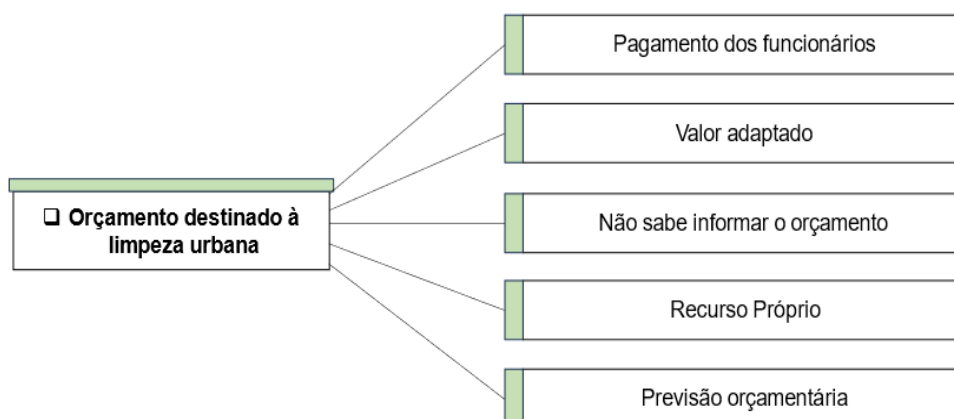 Pagamento dos funcionários
Valor adaptado
❑ Orçamento destinado à
limpeza urbana
Não sabe informar o orçamento
Recurso Próprio
Previsão orçamentária